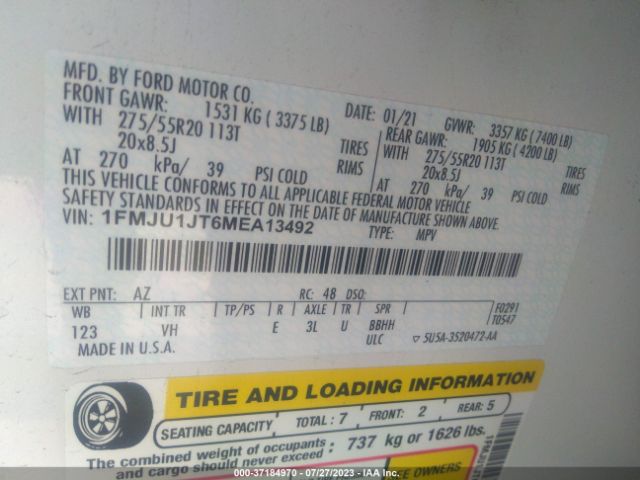 MFD. BY FORD MOTOR CO.
FRONT GAWR: 1531 KG ( 3375 LB)
WITH 275/55R20 113T TIRES
20x8.5J RIMS
AT 270 kPa/ 39 PSI COLD
DATE: 01/21 GVWR: 3357 KG ( 7400 LB)
REAR GAWR: 1905 KG ( 4200 LB)
WITH 275/55R20 113T TIRES
20x8.5J RIMS
AT 270 kPa/ 39 PSI COLD
THIS VEHICLE CONFORMS TO ALL APPLICABLE FEDERAL MOTOR VEHICLE
SAFETY STANDARDS IN EFFECT ON THE DATE OF MANUFACTURE SHOWN ABOVE.
VIN: 1FMJU1JT6MEA13492 TYPE: MPV
EXT PNT: AZ RC: 48 DSO:
WB INT TR TP/PS R AXLE TR SPR F0291
123 VH E 3L U BBHH T0547
MADE IN U.S.A. ULC 5U5A-3520472-AA
TIRE AND LOADING INFORMATION
SEATING CAPACITY TOTAL : 7 FRONT: 2 REAR: 5
The combined weight of occupants and cargo should never exceed : 737 kg or 1626 lbs.
OWNERS
000-37184970 - 07/27/2023 - IAA Inc.